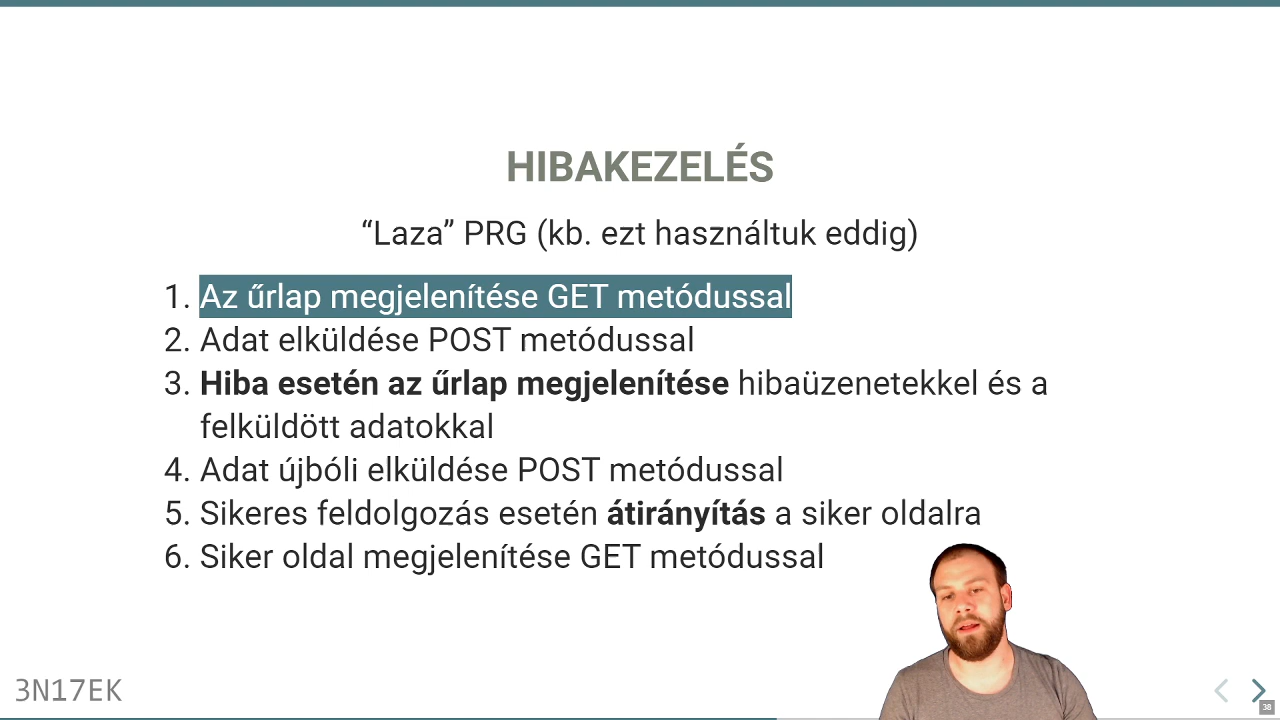 HIBAKEZELÉS
“Laza” PRG (kb. ezt használtuk eddig)
1. Az űrlap megjelenítése GET metódussal
2. Adat elküldése POST metódussal
3. Hiba esetén az űrlap megjelenítése hibaüzenetekkel és a
felküldött adatokkal
4. Adat újbóli elküldése POST metódussal
5. Sikeres feldolgozás esetén átirányítás a siker oldalra
6. Siker oldal megjelenítése GET metódussal
3N17EK
38